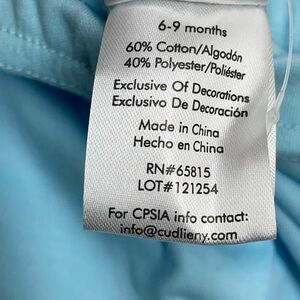 6-9 months
60% Cotton/Algodón
40% Polyester/Poliéster
Exclusive Of Decorations
Exclusivo De Decoración
Made in China
Hecho en China
RN#65815
LOT#121254
For CPSIA info contact:
info@cudlieny.com